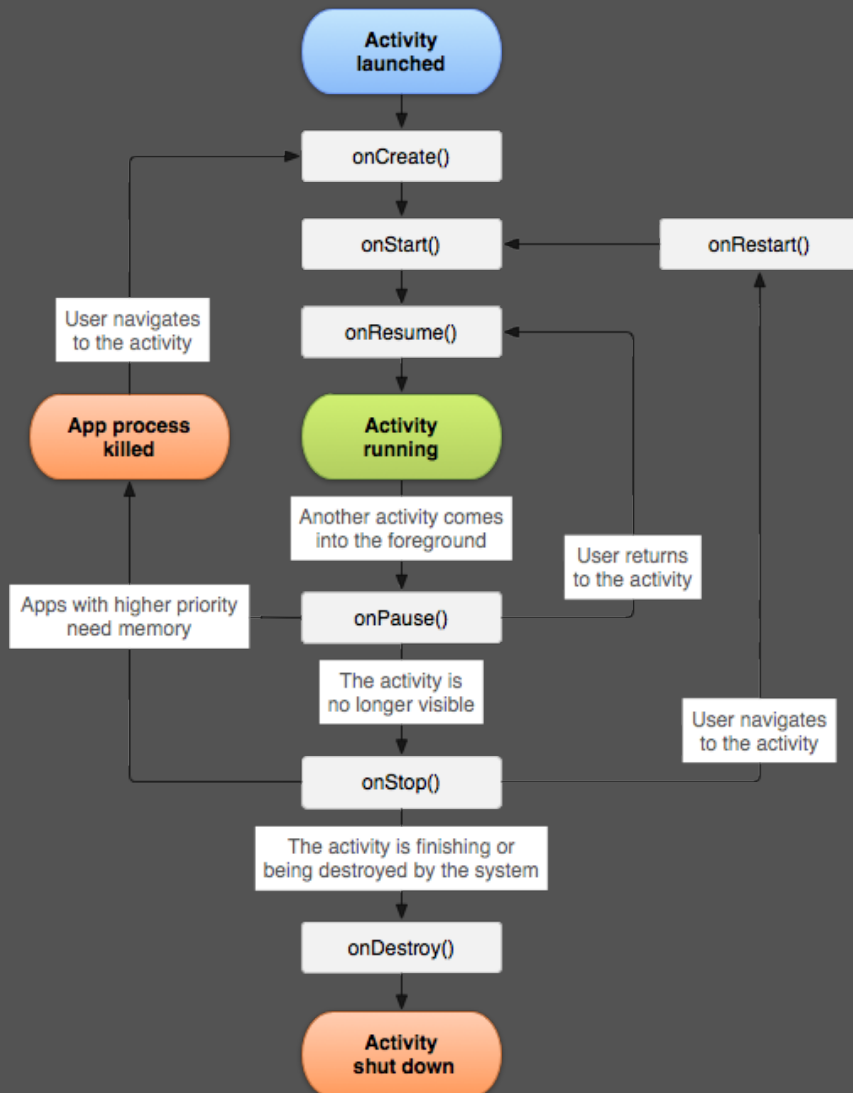 Activity
launched
onCreate()
onStart()
onRestart()
User navigates
to the activity
onResume()
App process
killed
Activity
running
Another activity comes
into the foreground
User returns
to the activity
Apps with higher priority
need memory
onPause()
The activity is
no longer visible
User navigates
to the activity
onStop()
The activity is finishing or
being destroyed by the system
onDestroy()
Activity
shut down